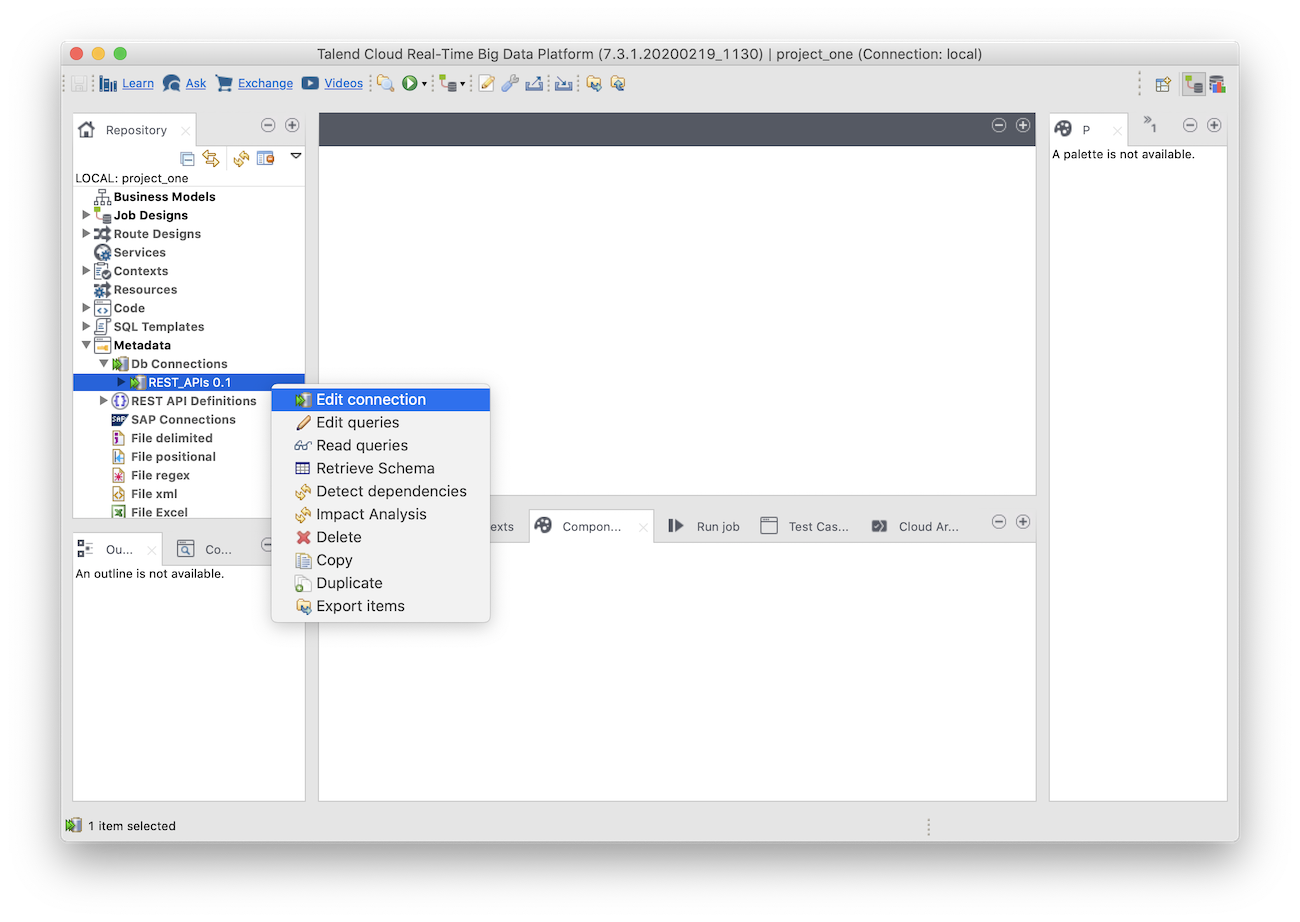 Talend Cloud Real-Time Big Data Platform (7.3.1.20200219_1130) | project_one (Connection: local)
Learn Ask Exchange Videos
Repository
LOCAL: project_one
Business Models
Job Designs
Route Designs
Services
Contexts
Resources
Code
SQL Templates
Metadata
Db Connections
REST_APIs 0.1
REST API Definitions
SAP Connections
File delimited
File positional
File regex
File xml
File Excel
Edit connection
Edit queries
Read queries
Retrieve Schema
Detect dependencies
Impact Analysis
Delete
Copy
Duplicate
Export items
P
1
A palette is not available.
exts Compon... Run job Test Cas... Cloud Ar...
Ou... Co...
An outline is not available.
1 item selected